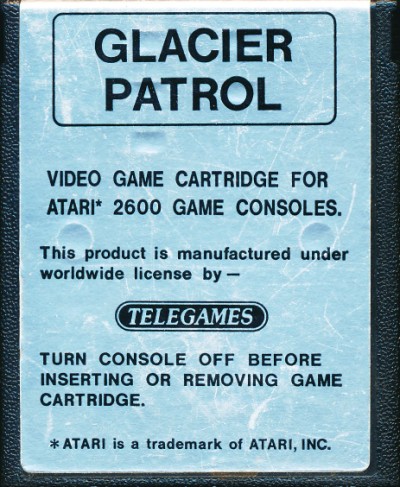 GLACIER
PATROL
VIDEO GAME CARTRIDGE FOR
ATARI* 2600 GAME CONSOLES.
This product is manufactured under
worldwide license by —
TELEGAMES
TURN CONSOLE OFF BEFORE
INSERTING OR REMOVING GAME
CARTRIDGE.
*ATARI is a trademark of ATARI, INC.